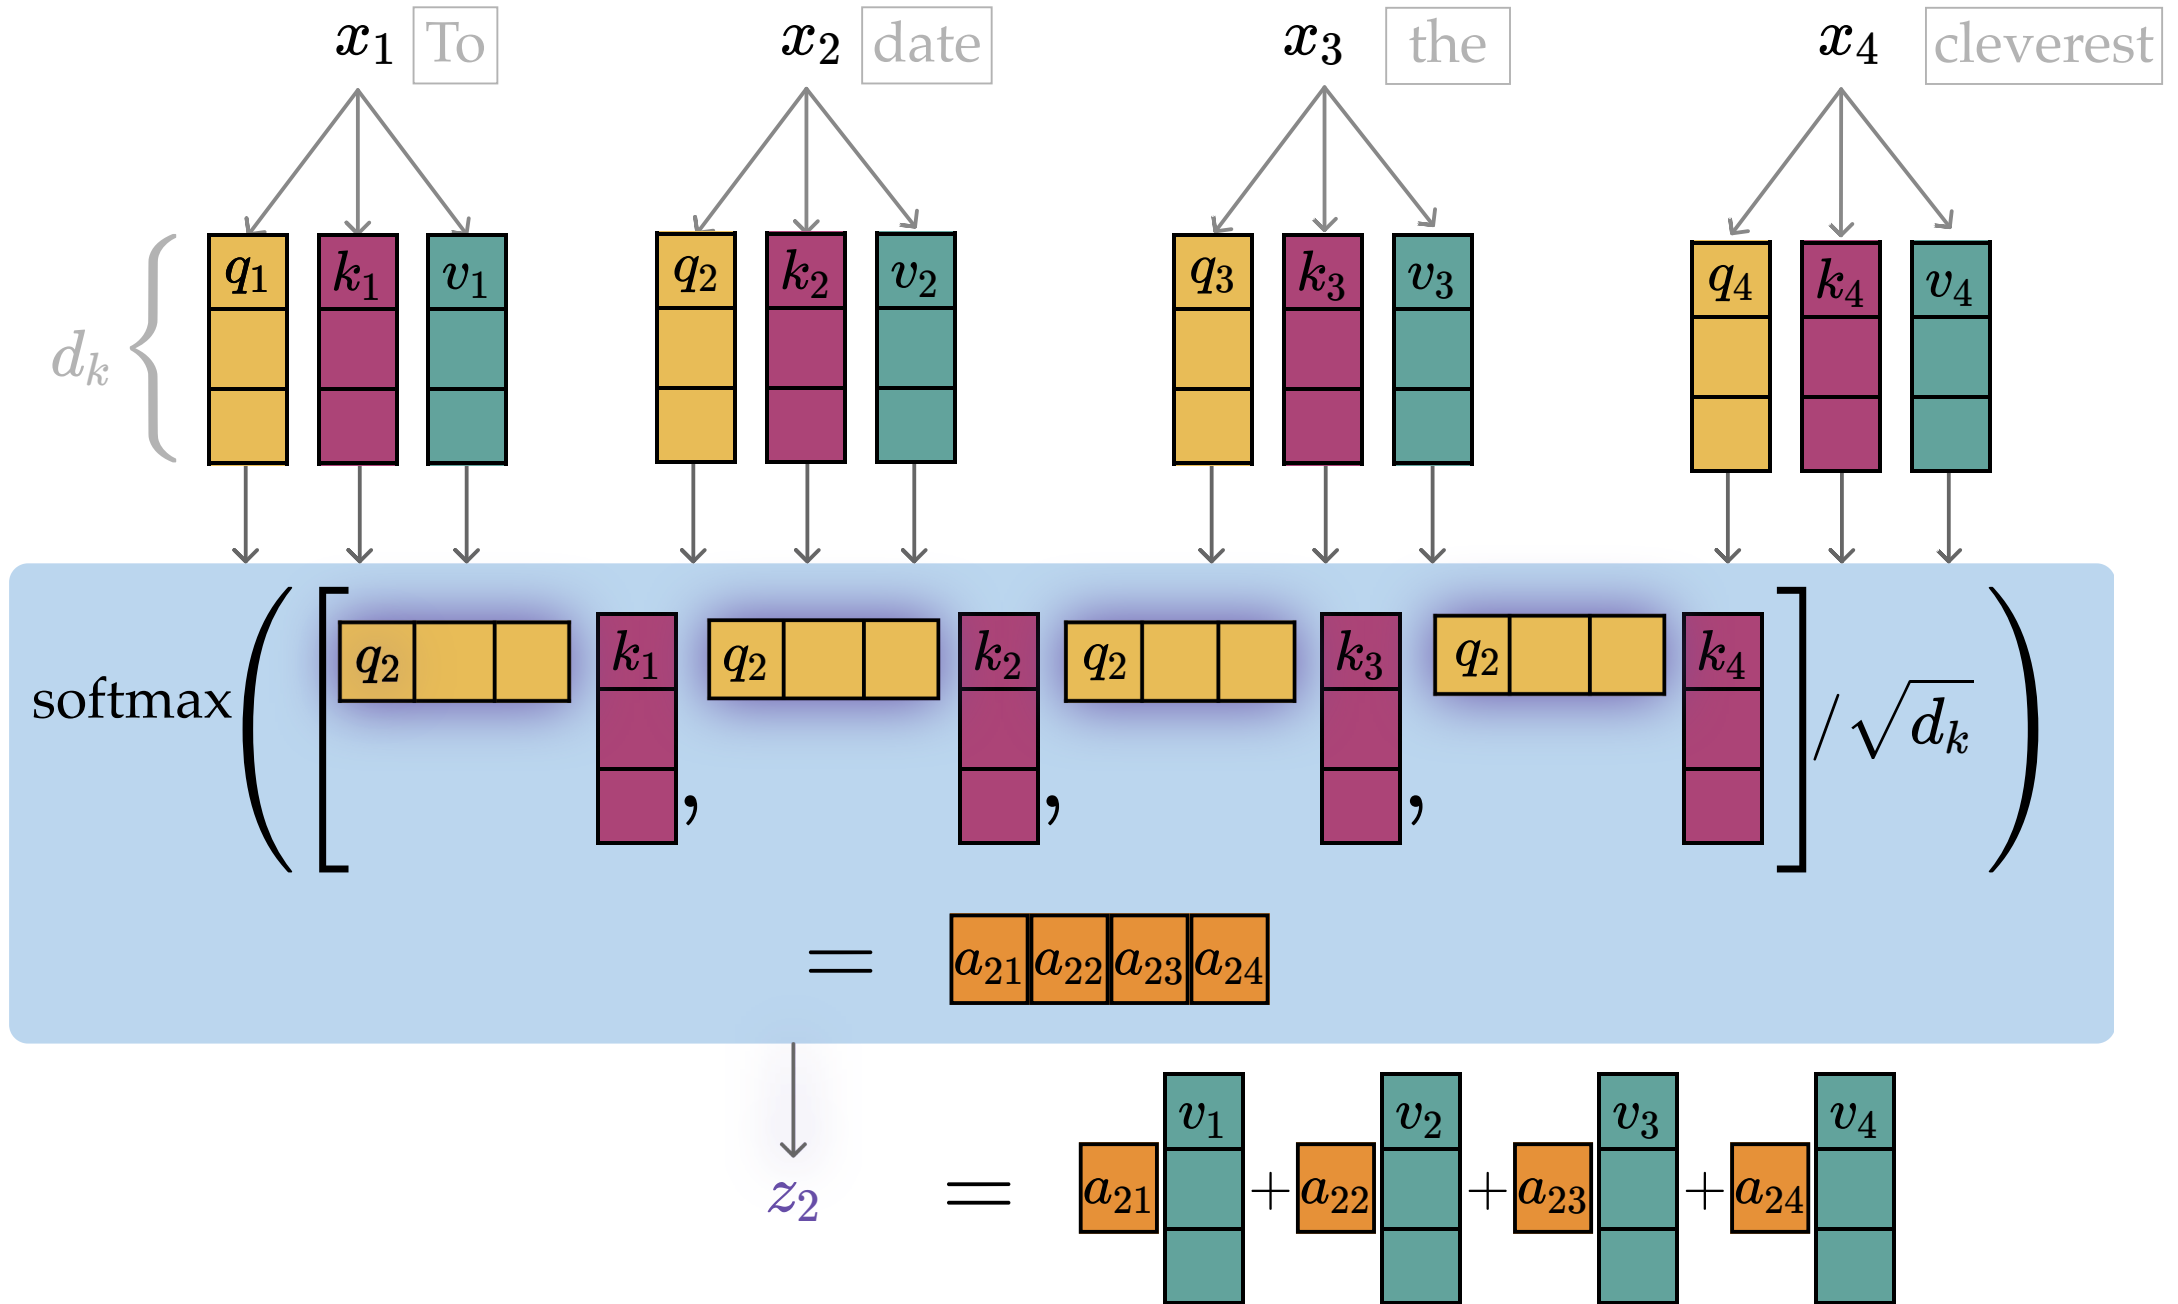 x₁ To x₂ date x₃ the x₄ cleverest
q₁ k₁ v₁ q₂ k₂ v₂ q₃ k₃ v₃ q₄ k₄ v₄
dₖ
softmax([q₂ k₁, q₂ k₂, q₂ k₃, q₂ k₄]/√dₖ)
= a₂₁ a₂₂ a₂₃ a₂₄
z₂ = a₂₁ v₁ + a₂₂ v₂ + a₂₃ v₃ + a₂₄ v₄